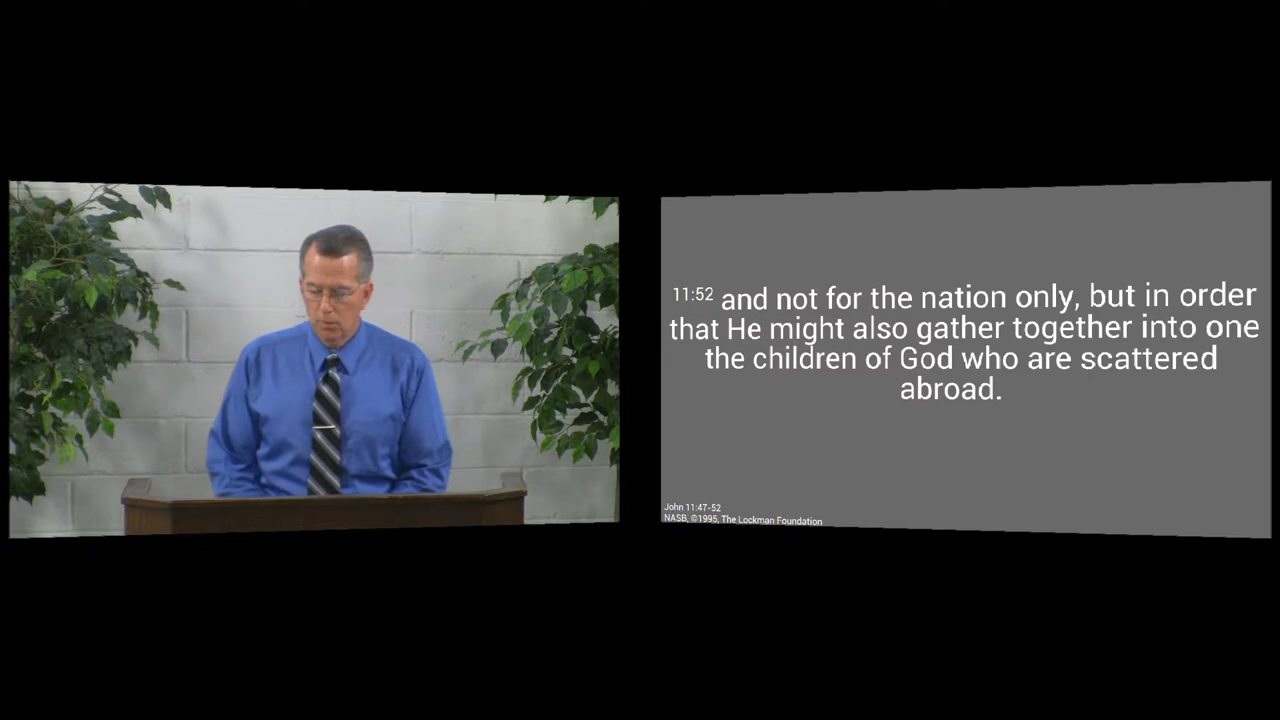 11:52 and not for the nation only, but in order
that He might also gather together into one
the children of God who are scattered
abroad.
John 11:47-52
NASB, ©1995, The Lockman Foundation